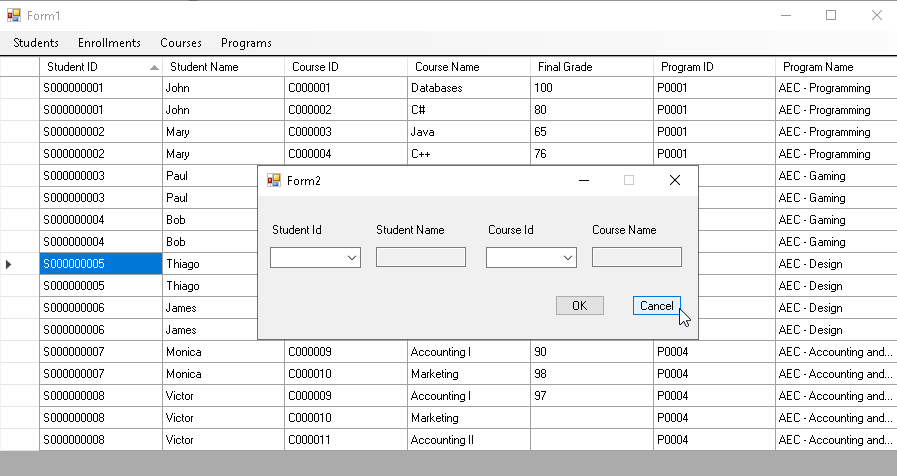 Form1
Students Enrollments Courses Programs
Student ID Student Name Course ID Course Name Final Grade Program ID Program Name
S000000001 John C000001 Databases 100 P0001 AEC - Programming
S000000001 John C000002 C# 80 P0001 AEC - Programming
S000000002 Mary C000003 Java 65 P0001 AEC - Programming
S000000002 Mary C000004 C++ 76 P0001 AEC - Programming
S000000003 Paul AEC - Gaming
S000000003 Paul AEC - Gaming
S000000004 Bob AEC - Gaming
S000000004 Bob AEC - Gaming
S000000005 Thiago AEC - Design
S000000005 Thiago AEC - Design
S000000006 James AEC - Design
S000000006 James AEC - Design
S000000007 Monica C000009 Accounting I 90 P0004 AEC - Accounting and...
S000000007 Monica C000010 Marketing 98 P0004 AEC - Accounting and...
S000000008 Victor C000009 Accounting I 97 P0004 AEC - Accounting and...
S000000008 Victor C000010 Marketing P0004 AEC - Accounting and...
S000000008 Victor C000011 Accounting II P0004 AEC - Accounting and...
Form2
Student Id Student Name Course Id Course Name
OK Cancel